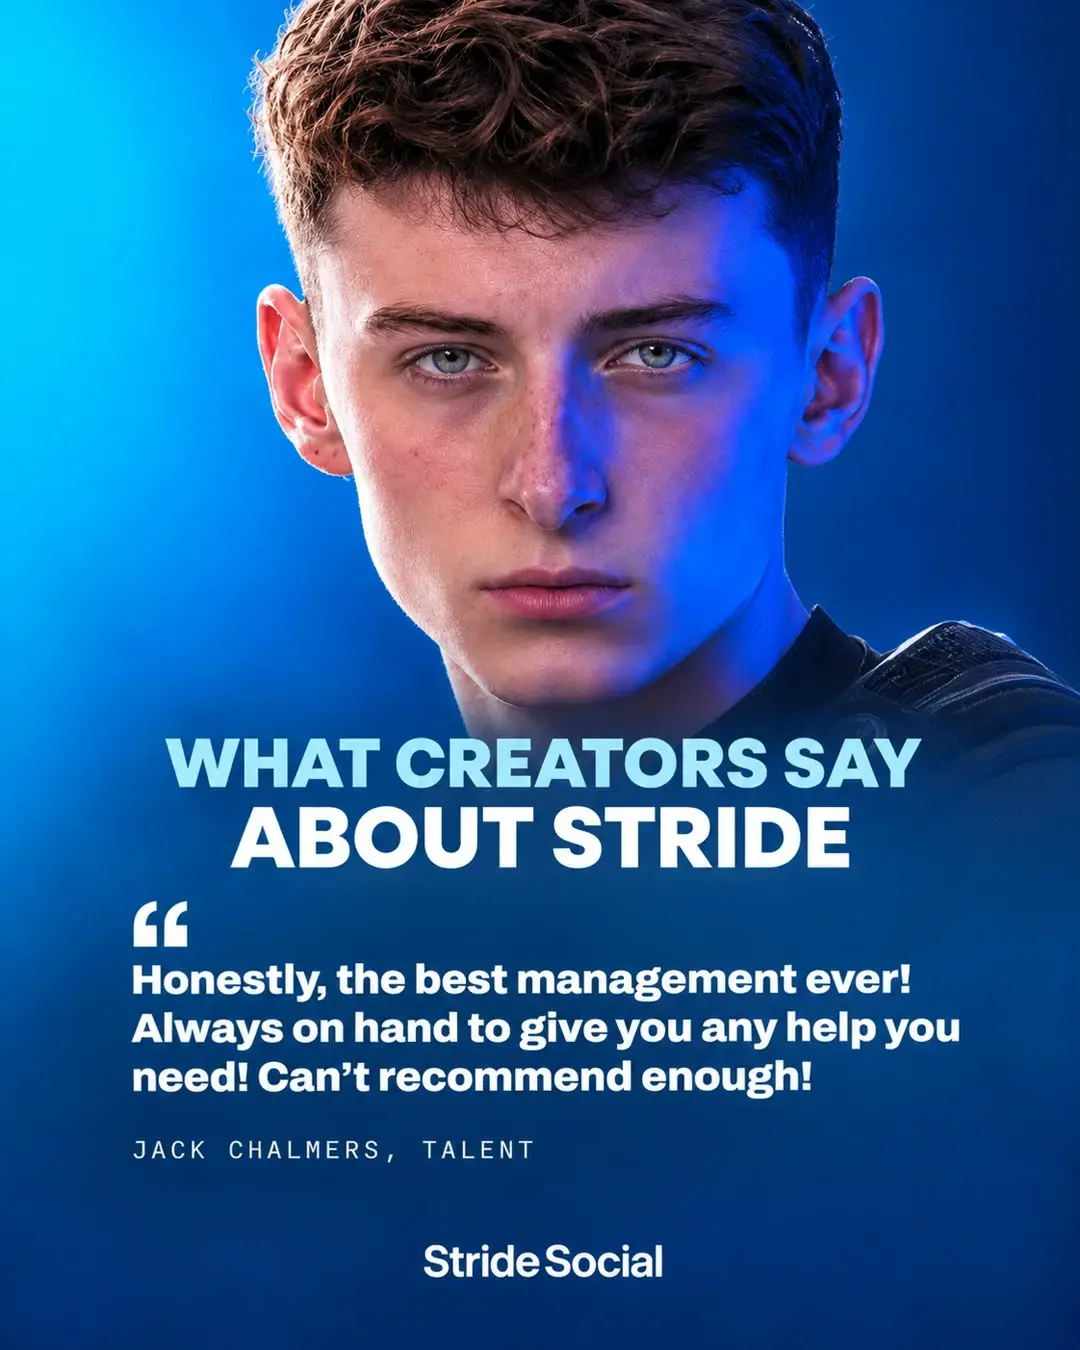 WHAT CREATORS SAY
ABOUT STRIDE
“
Honestly, the best management ever!
Always on hand to give you any help you
need! Can’t recommend enough!
JACK CHALMERS, TALENT
Stride Social